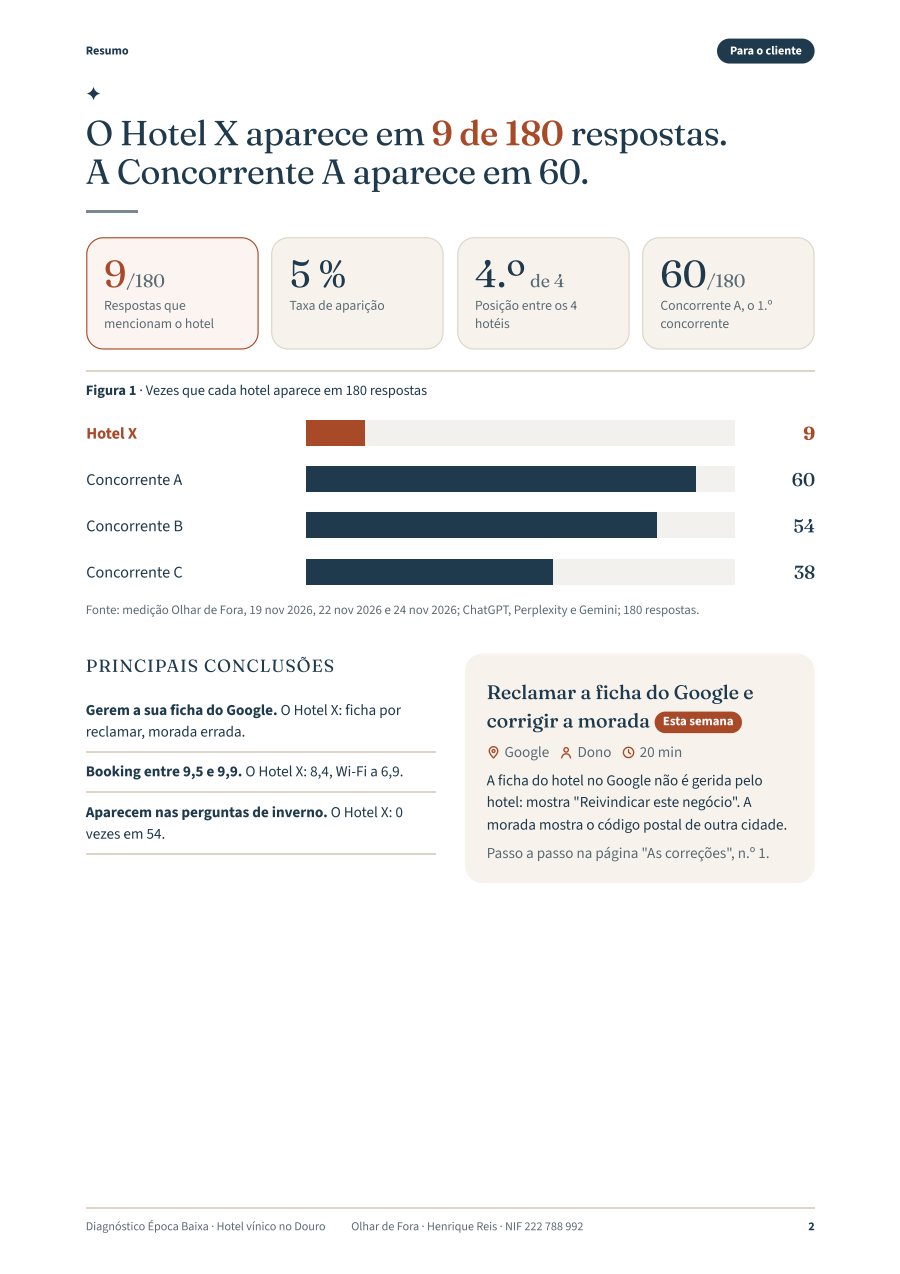 Resumo
Para o cliente
✦
O Hotel X aparece em 9 de 180 respostas.
A Concorrente A aparece em 60.
9/180
Respostas que
mencionam o hotel
5 %
Taxa de aparição
4.º de 4
Posição entre os 4
hotéis
60/180
Concorrente A, o 1.º
concorrente
Figura 1 · Vezes que cada hotel aparece em 180 respostas
Hotel X 9
Concorrente A 60
Concorrente B 54
Concorrente C 38
Fonte: medição Olhar de Fora, 19 nov 2026, 22 nov 2026 e 24 nov 2026; ChatGPT, Perplexity e Gemini; 180 respostas.
PRINCIPAIS CONCLUSÕES
Gerem a sua ficha do Google. O Hotel X: ficha por
reclamar, morada errada.
Booking entre 9,5 e 9,9. O Hotel X: 8,4, Wi-Fi a 6,9.
Aparecem nas perguntas de inverno. O Hotel X: 0
vezes em 54.
Reclamar a ficha do Google e
corrigir a morada Esta semana
Google Dono 20 min
A ficha do hotel no Google não é gerida pelo
hotel: mostra "Reivindicar este negócio". A
morada mostra o código postal de outra cidade.
Passo a passo na página "As correções", n.º 1.
Diagnóstico Época Baixa · Hotel vínico no Douro Olhar de Fora · Henrique Reis · NIF 222 788 992 2